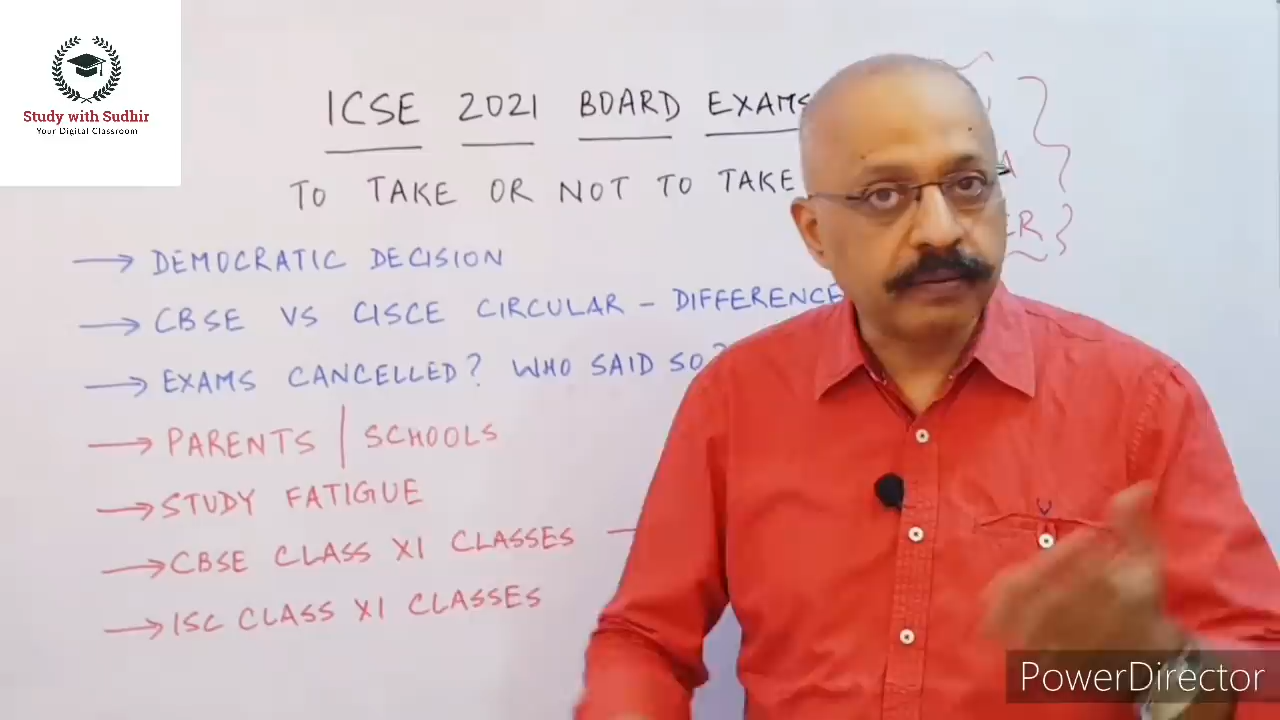 Study with Sudhir
Your Digital Classroom
ICSE 2021 BOARD EXAMS
TO TAKE OR NOT TO TAKE
→ DEMOCRATIC DECISION
→ CBSE VS CISCE CIRCULAR - DIFFERENCE
→ EXAMS CANCELLED? WHO SAID SO?
→ PARENTS | SCHOOLS
→ STUDY FATIGUE
→ CBSE CLASS XI CLASSES -
→ ISC CLASS XI CLASSES
PowerDirector